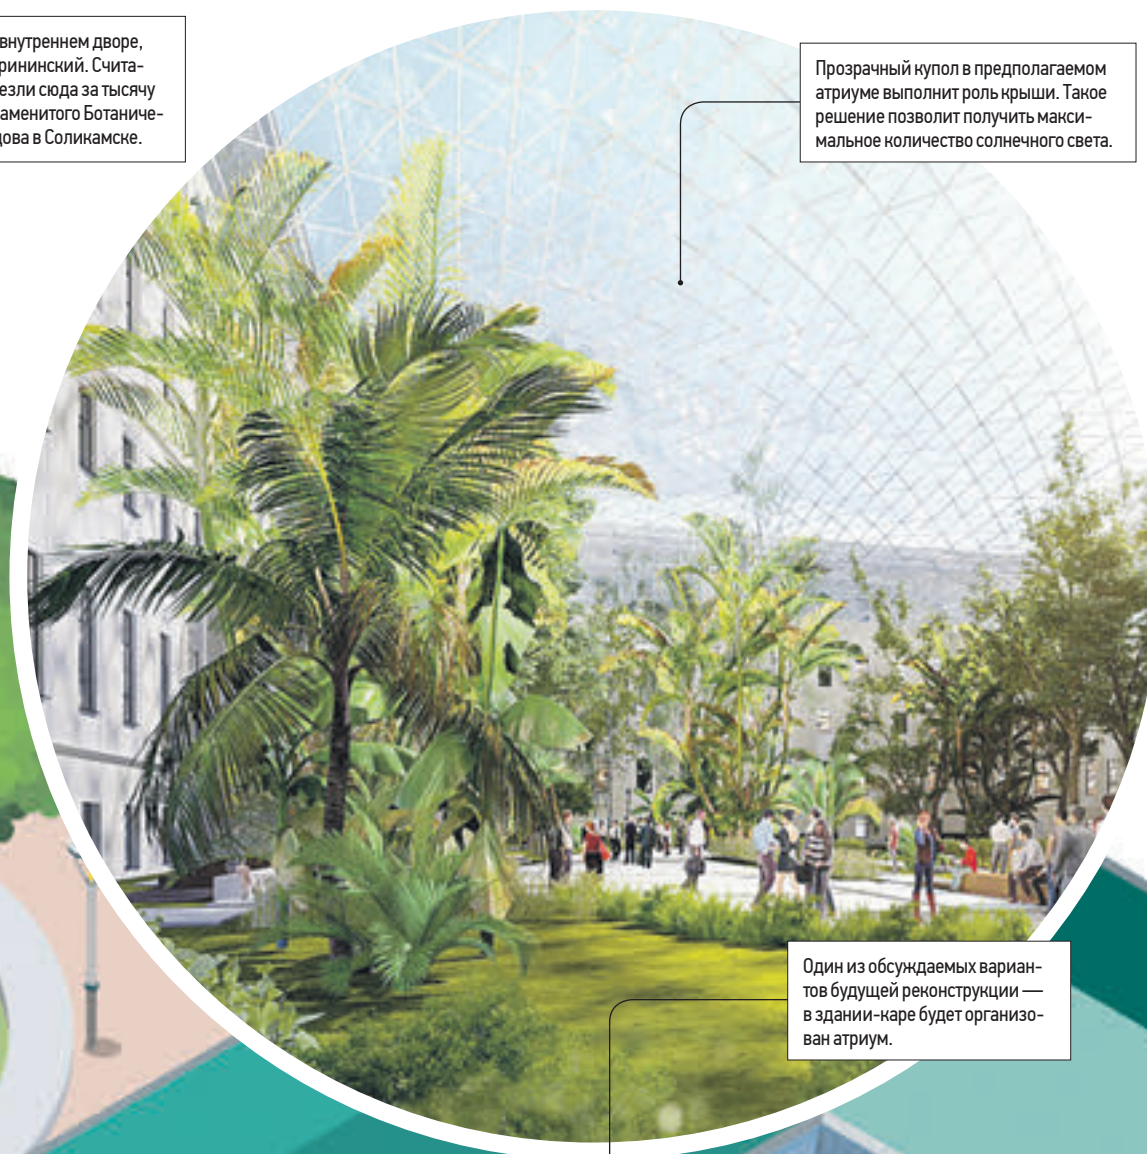 внутреннем дворе,
рининский. Счита-
езли сюда за тысячу
аменитого Ботаниче-
дова в Соликамске.
Прозрачный купол в предполагаемом
атриуме выполнит роль крыши. Такое
решение позволит получить макси-
мальное количество солнечного света.
Один из обсуждаемых вариан-
тов будущей реконструкции —
в здании-каре будет организо-
ван атриум.